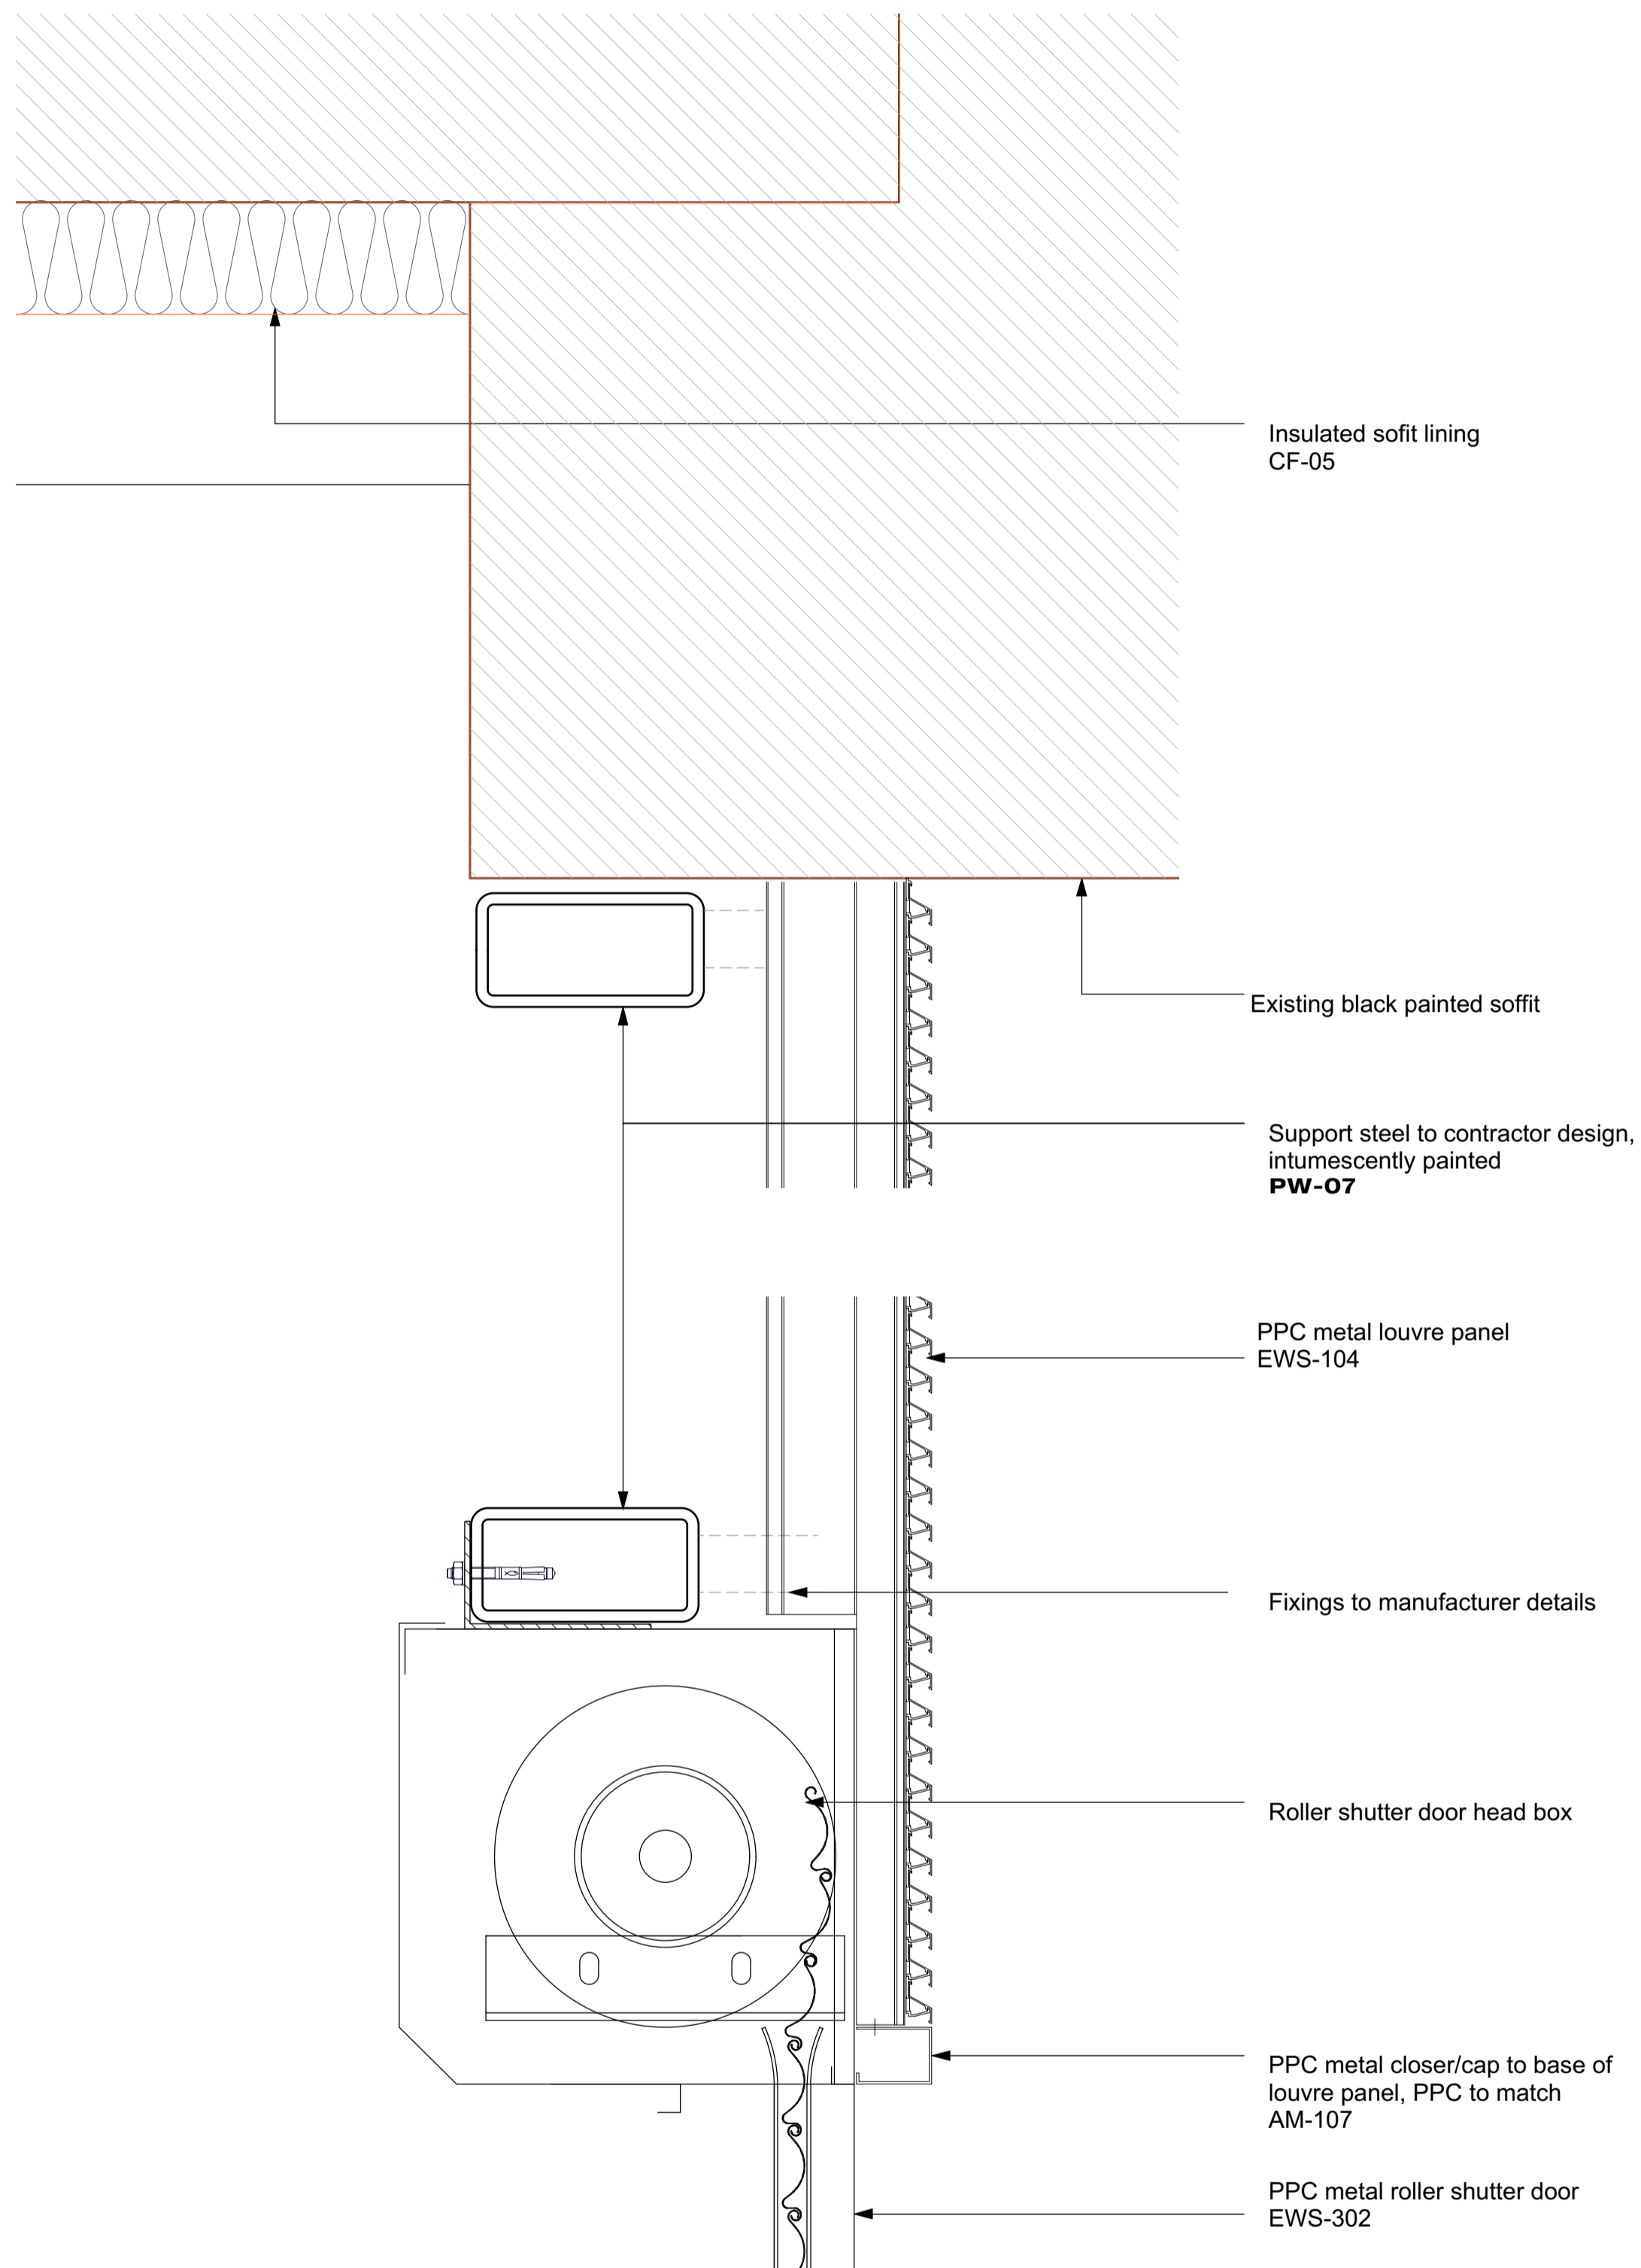 Insulated sofit lining
CF-05
Existing black painted soffit
Support steel to contractor design,
intumescently painted
PW-07
PPC metal louvre panel
EWS-104
Fixings to manufacturer details
Roller shutter door head box
PPC metal closer/cap to base of
louvre panel, PPC to match
AM-107
PPC metal roller shutter door
EWS-302